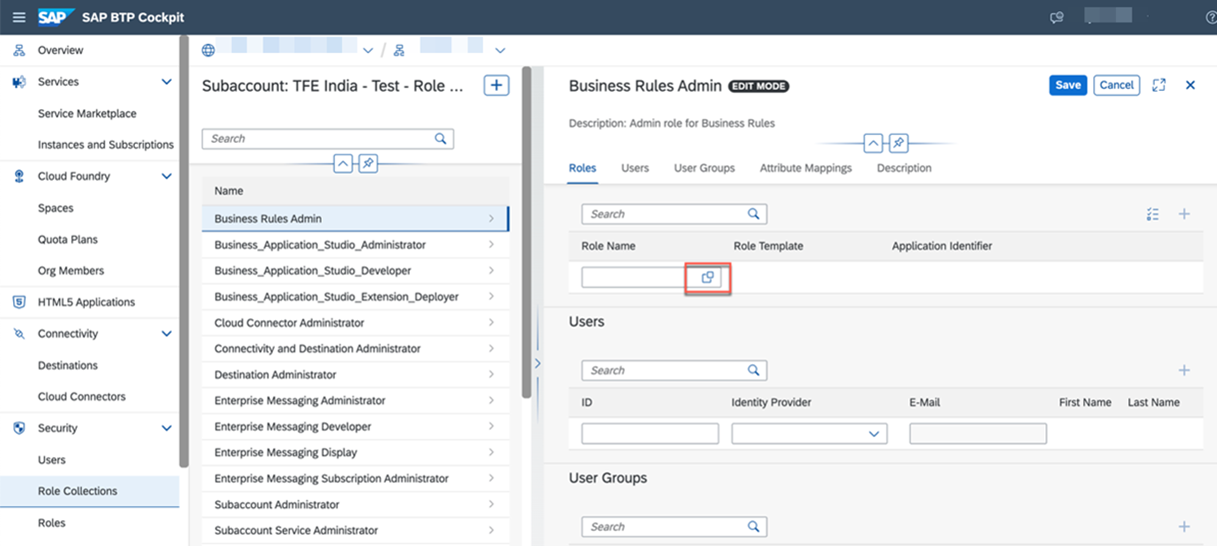 SAP SAP BTP Cockpit
Overview
Services
Service Marketplace
Instances and Subscriptions
Cloud Foundry
Spaces
Quota Plans
Org Members
HTML5 Applications
Connectivity
Destinations
Cloud Connectors
Security
Users
Role Collections
Roles
/
Subaccount: TFE India - Test - Role ...
Search
Name
Business Rules Admin
Business_Application_Studio_Administrator
Business_Application_Studio_Developer
Business_Application_Studio_Extension_Deployer
Cloud Connector Administrator
Connectivity and Destination Administrator
Destination Administrator
Enterprise Messaging Administrator
Enterprise Messaging Developer
Enterprise Messaging Display
Enterprise Messaging Subscription Administrator
Subaccount Administrator
Subaccount Service Administrator
Business Rules Admin EDIT MODE Save Cancel
Description: Admin role for Business Rules
Roles Users User Groups Attribute Mappings Description
Search
Role Name Role Template Application Identifier
Users
Search
ID Identity Provider E-Mail First Name Last Name
User Groups
Search